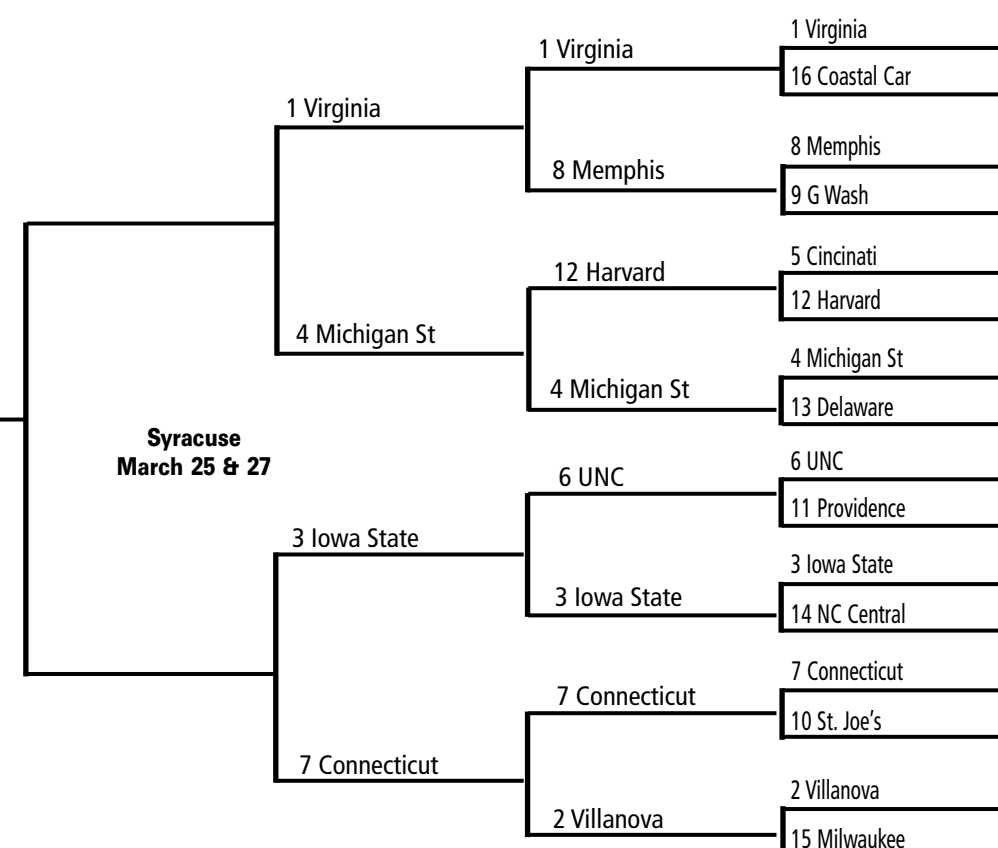 1 Virginia
16 Coastal Car
8 Memphis
9 G Wash
5 Cincinati
12 Harvard
4 Michigan St
13 Delaware
6 UNC
11 Providence
3 Iowa State
14 NC Central
7 Connecticut
10 St. Joe's
2 Villanova
15 Milwaukee
1 Virginia
8 Memphis
12 Harvard
4 Michigan St
6 UNC
3 Iowa State
7 Connecticut
2 Villanova
1 Virginia
4 Michigan St
3 Iowa State
7 Connecticut
Syracuse
March 25 & 27